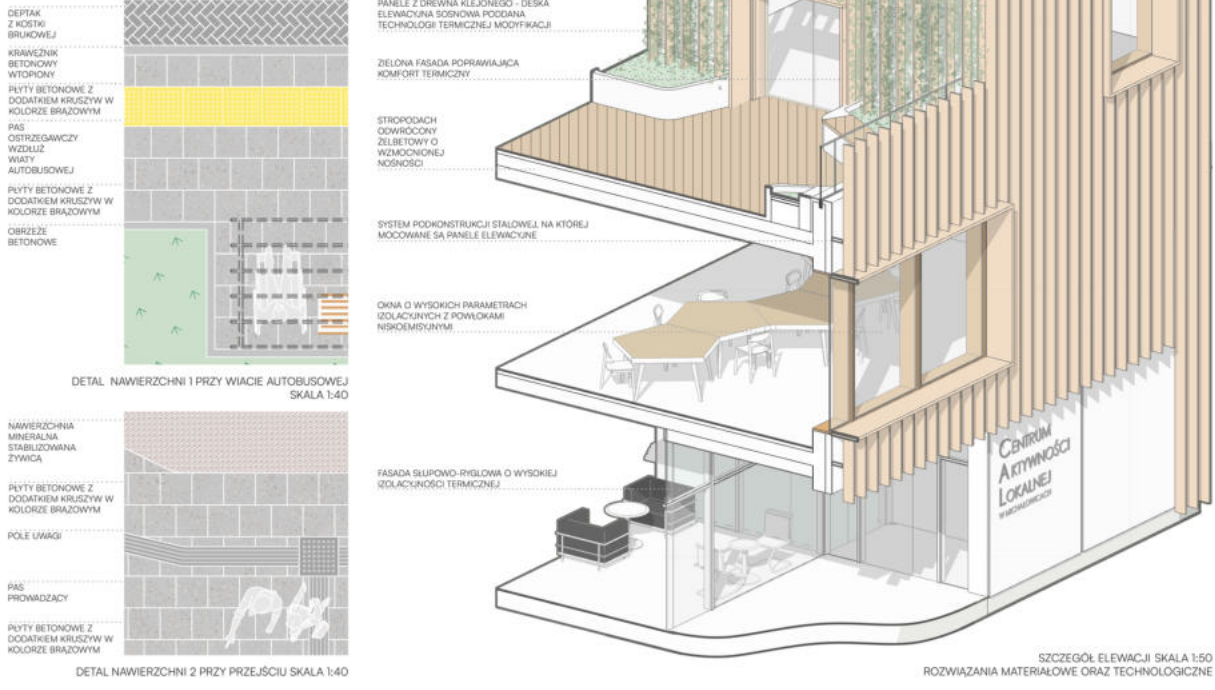 DEPTAK
Z KOSTKI
BRUKOWEJ
KRAWĘŻNIK
BETONOWY
WTOPIONY
PŁYTY BETONOWE Z
DODATKIEM KRUSZYW W
KOLORZE BRĄZOWYM
PAS
OSTRZEGAWCZY
WZDŁUŻ
WIATY
AUTOBUSOWEJ
PŁYTY BETONOWE Z
DODATKIEM KRUSZYW W
KOLORZE BRĄZOWYM
OBRZEŻE
BETONOWE
DETAL NAWIERZCHNI 1 PRZY WIACIE AUTOBUSOWEJ
SKALA 1:40
NAWIERZCHNIA
MINERALNA
STABILIZOWANA
ŻYWICĄ
PŁYTY BETONOWE Z
DODATKIEM KRUSZYW W
KOLORZE BRĄZOWYM
POLE UWAGI
PAS
PROWADZĄCY
PŁYTY BETONOWE Z
DODATKIEM KRUSZYW W
KOLORZE BRĄZOWYM
DETAL NAWIERZCHNI 2 PRZY PRZEJŚCIU SKALA 1:40
PANELE Z DREWNA KLEJONEGO - DESKA
ELEWACYJNA SOSNOWA PODDANA
TECHNOLOGII TERMICZNEJ MODYFIKACJI
ZIELONA FASADA POPRAWIAJĄCA
KOMFORT TERMICZNY
STROPODACH
ODWRÓCONY
ŻELBETOWY O
WZMOCNIONEJ
NOŚNOŚCI
SYSTEM PODKONSTRUKCJI STALOWEJ, NA KTÓREJ
MOCOWANE SĄ PANELE ELEWACYJNE
OKNA O WYSOKICH PARAMETRACH
IZOLACYJNYCH Z POWŁOKAMI
NISKOEMISYJNYMI
FASADA SŁUPOWO-RYGLOWA O WYSOKIEJ
IZOLACYJNOŚCI TERMICZNEJ
CENTRUM
AKTYWNOŚCI
LOKALNEJ
W MICHAŁOWICACH
SZCZEGÓŁ ELEWACJI SKALA 1:50
ROZWIĄZANIA MATERIAŁOWE ORAZ TECHNOLOGICZNE